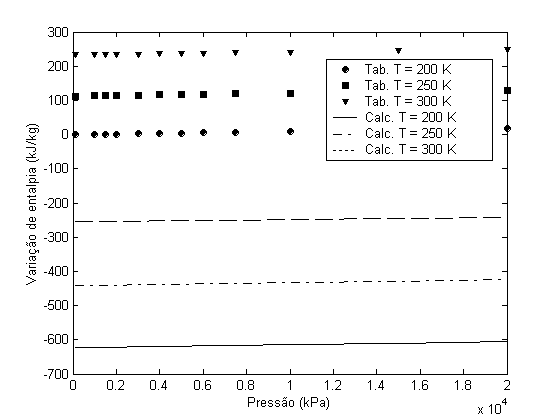 300
200
100
0
-100
-200
-300
-400
-500
-600
-700
Variação de entalpia (kJ/kg)
Tab. T = 200 K
Tab. T = 250 K
Tab. T = 300 K
Calc. T = 200 K
Calc. T = 250 K
Calc. T = 300 K
0 0.2 0.4 0.6 0.8 1 1.2 1.4 1.6 1.8 2
Pressão (kPa)
x 10^4